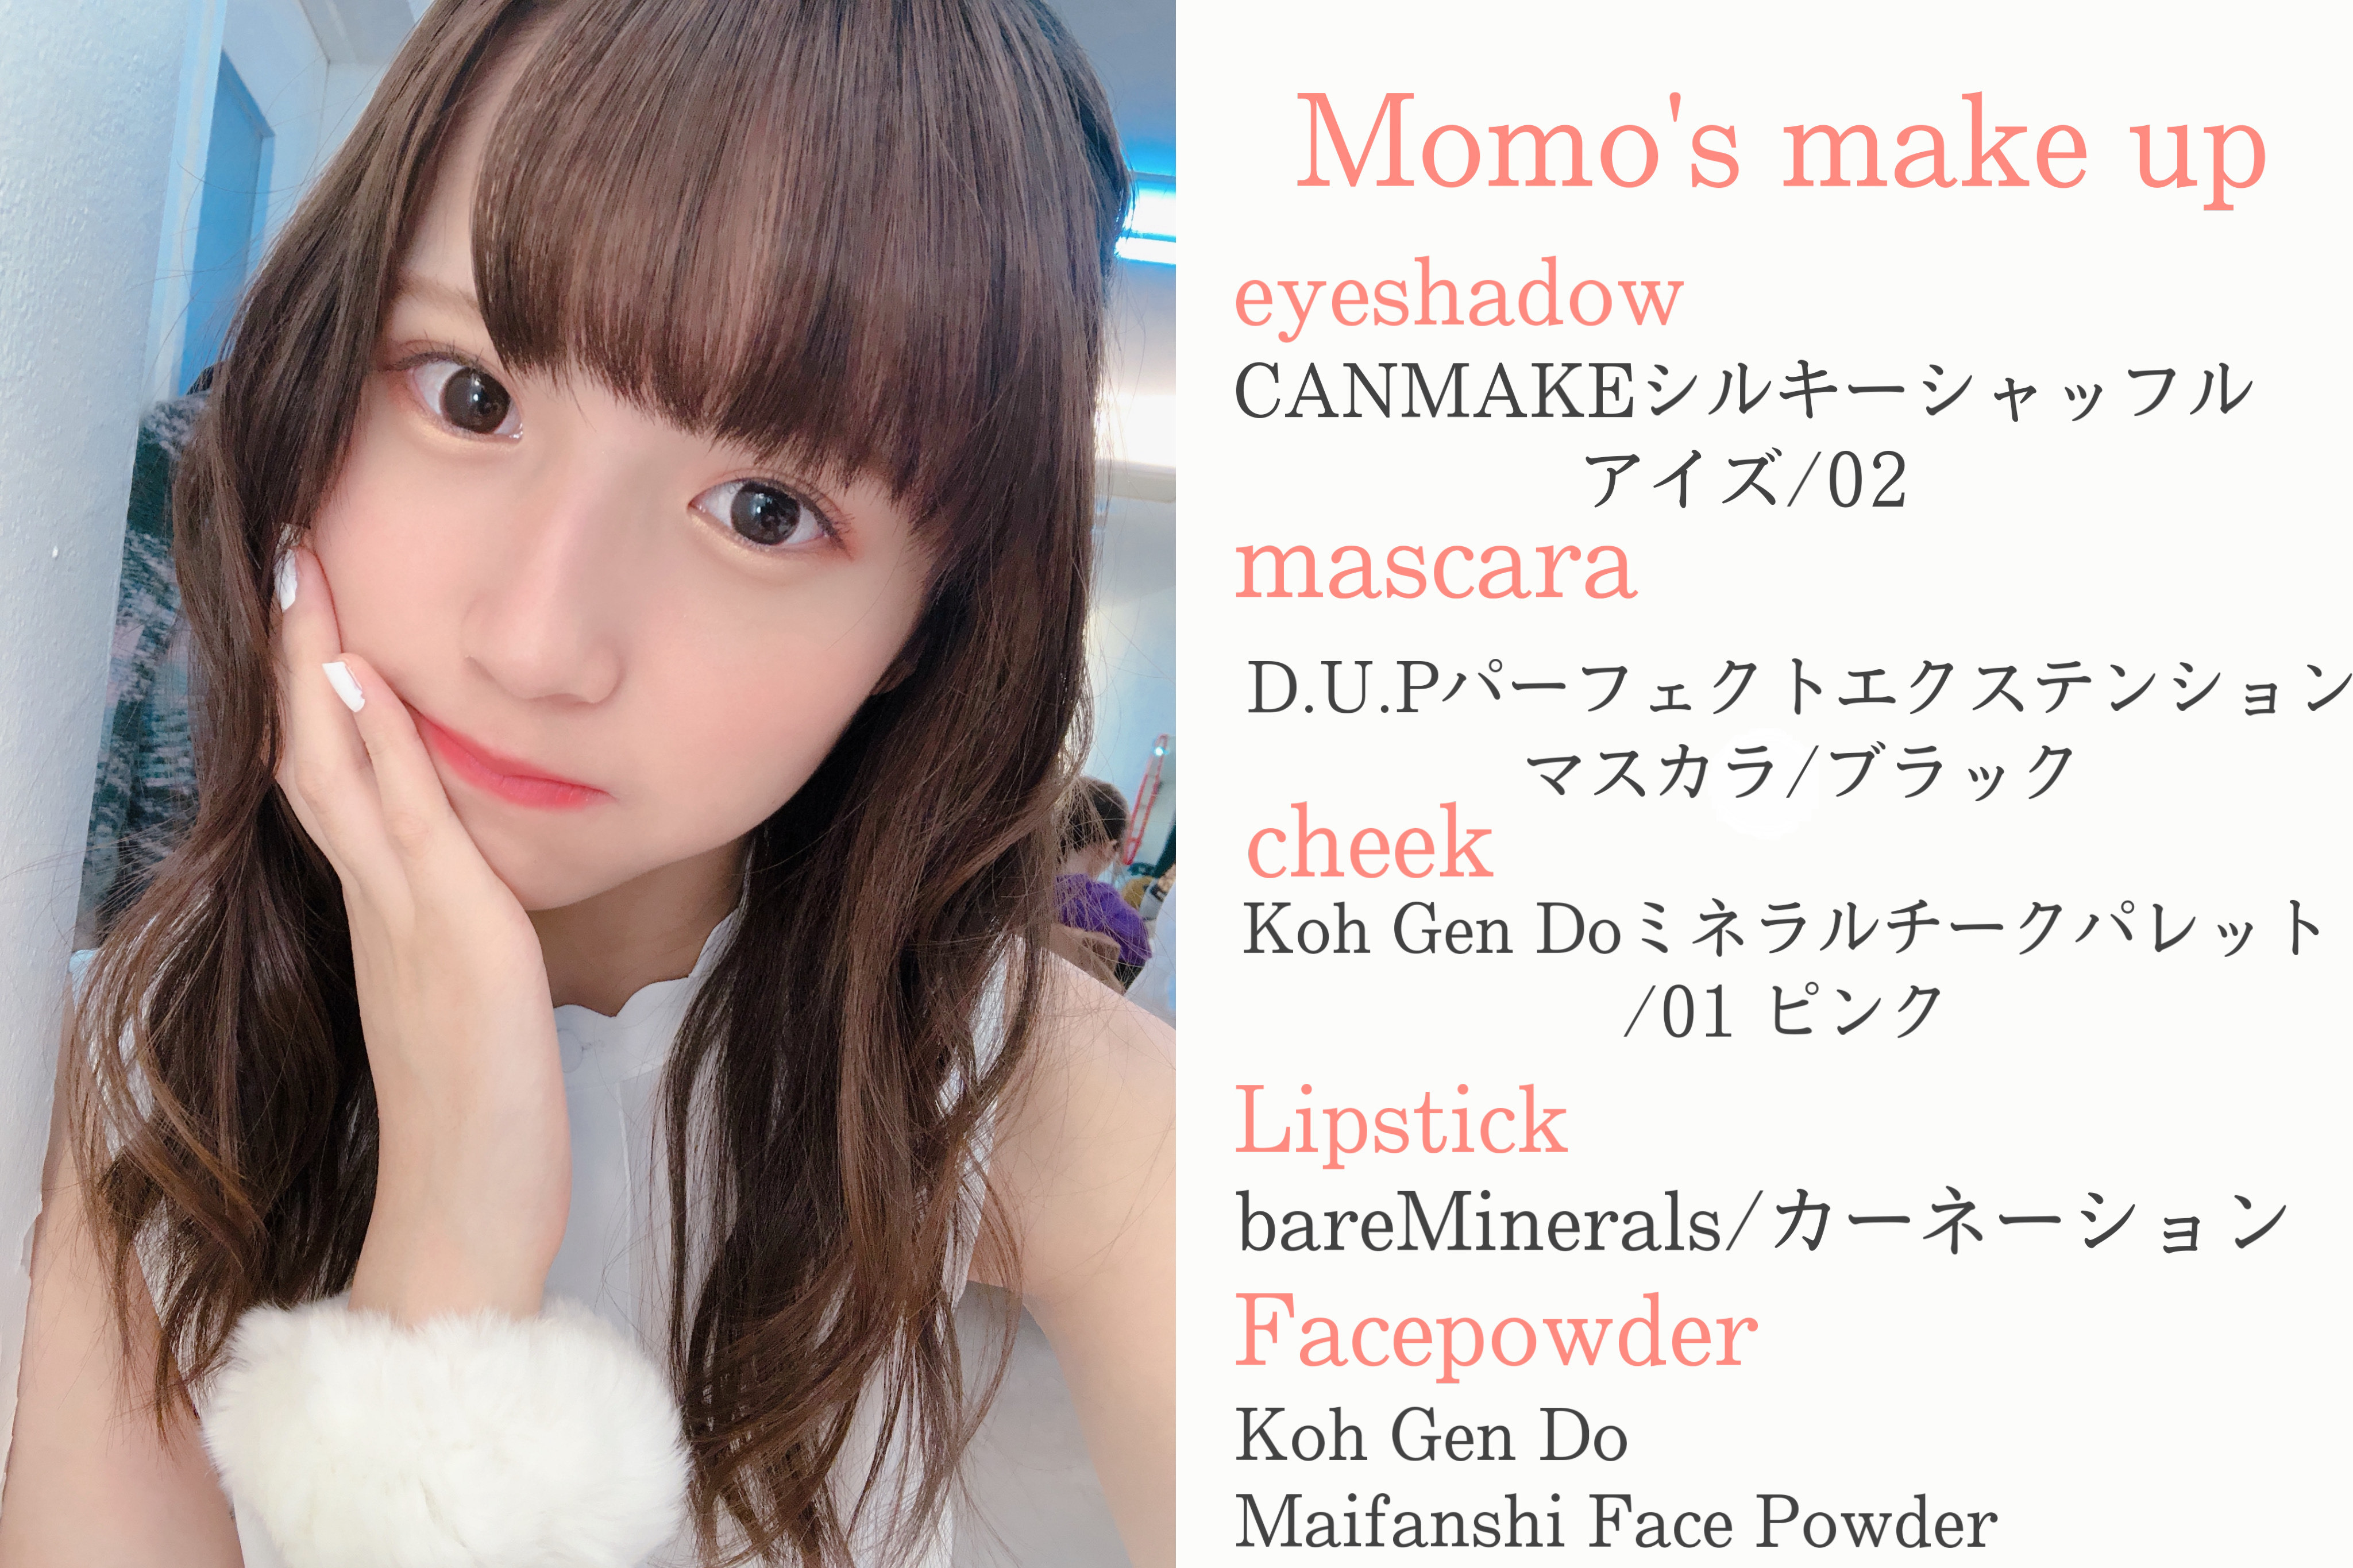 Momo's make up
eyeshadow
CANMAKEシルキーシャッフル
アイズ/02
mascara
D.U.Pパーフェクトエクステンション
マスカラ/ブラック
cheek
Koh Gen Doミネラルチークパレット
/01 ピンク
Lipstick
bareMinerals/カーネーション
Facepowder
Koh Gen Do
Maifanshi Face Powder